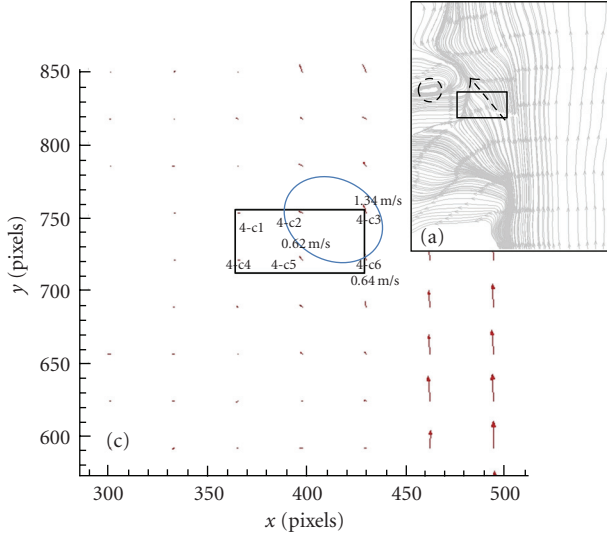 850
800
750
700
650
600
y (pixels)
(a)
1.34 m/s
4-c1
4-c2
4-c3
0.62 m/s
4-c4
4-c5
4-c6
0.64 m/s
(c)
300
350
400
450
500
x (pixels)